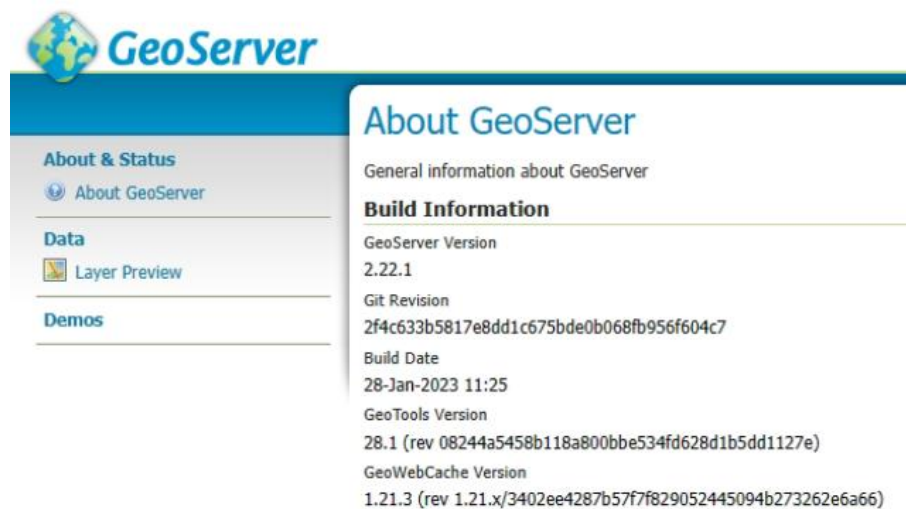 GeoServer
About & Status
About GeoServer
Data
Layer Preview
Demos
About GeoServer
General information about GeoServer
Build Information
GeoServer Version
2.22.1
Git Revision
2f4c633b5817e8dd1c675bde0b068fb956f604c7
Build Date
28-Jan-2023 11:25
GeoTools Version
28.1 (rev 08244a5458b118a800bbe534fd628d1b5dd1127e)
GeoWebCache Version
1.21.3 (rev 1.21.x/3402ee4287b57f7f829052445094b273262e6a66)